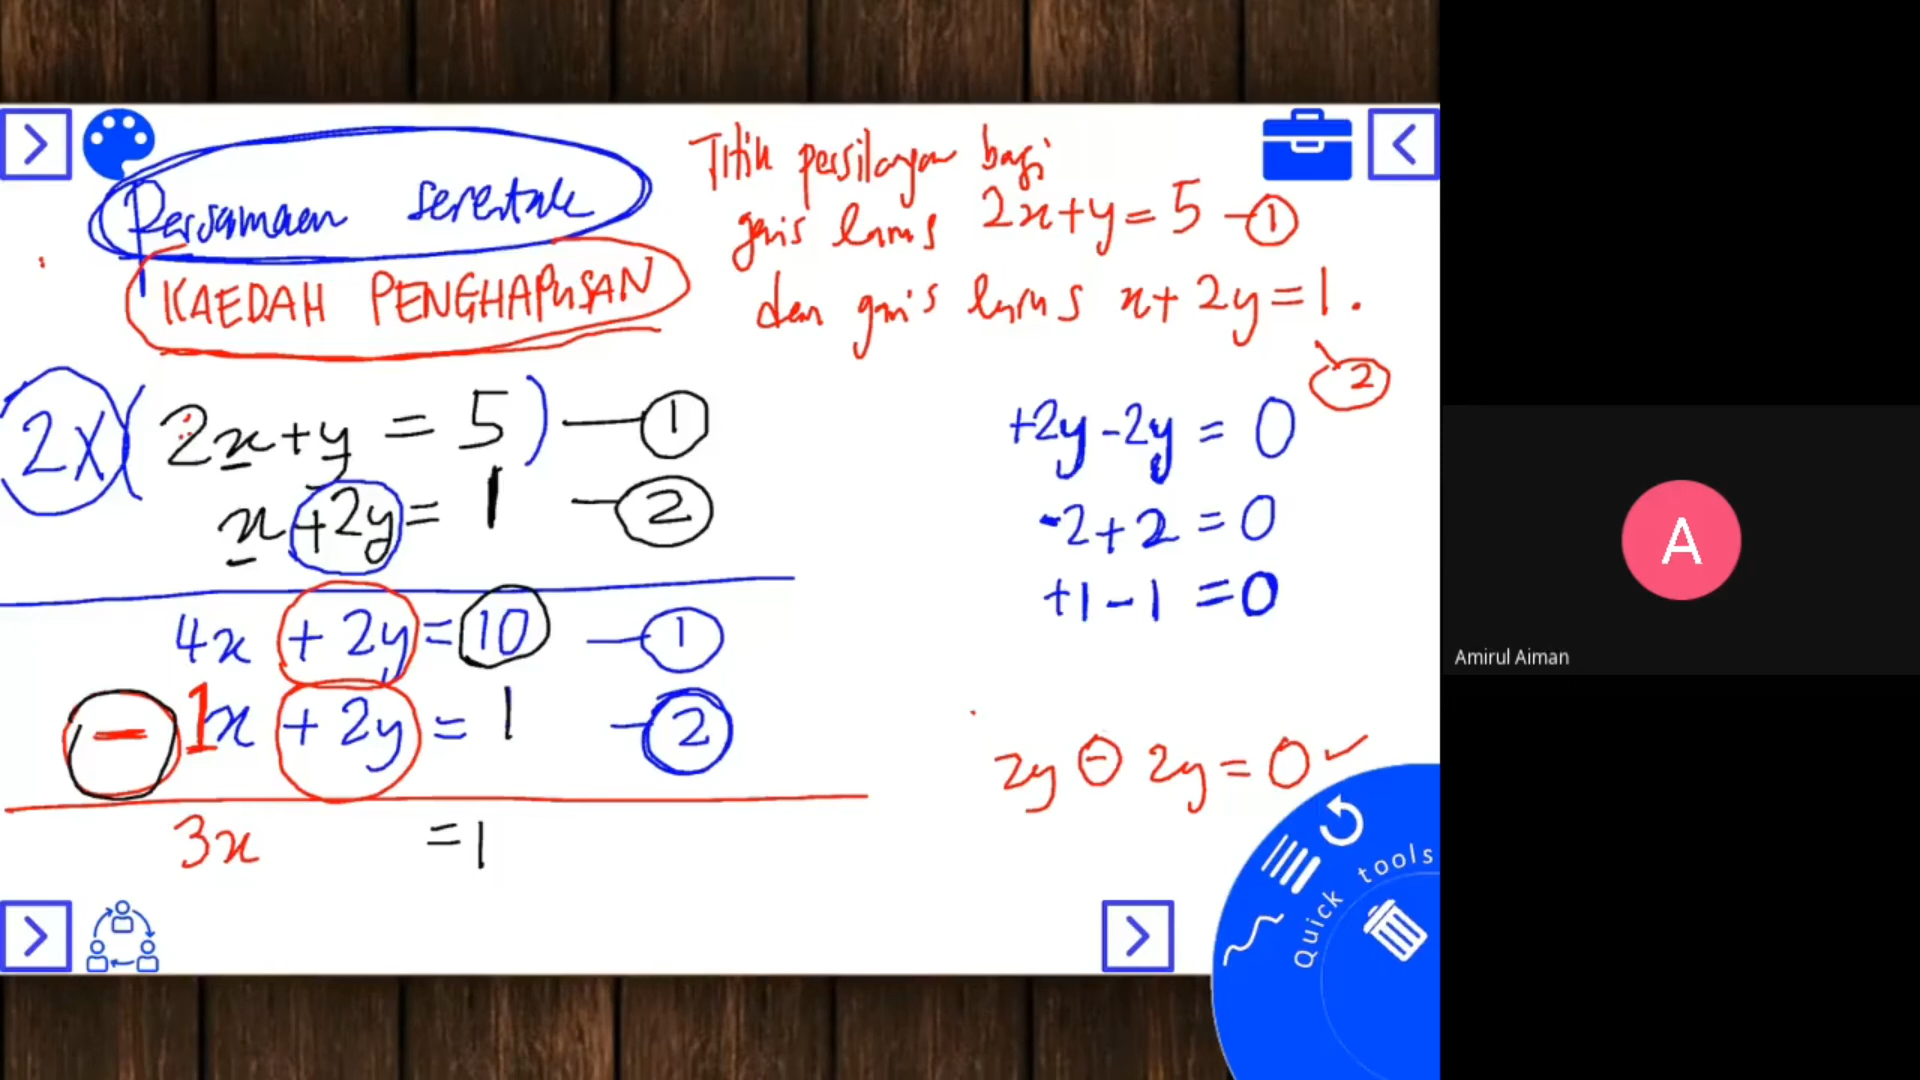 Persamaan serentak
KAEDAH PENGHAPUSAN
Titik persilangan bagi
garis lurus 2x+y=5 —①
dan garis lurus x+2y=1.
②
2×(2x+y=5) —①
x+2y=1 —②
4x+2y=10 —①
− 1x+2y=1 —②
3x =1
+2y-2y=0
-2+2=0
+1-1=0
2y ⊖ 2y=0 ✓
Quick tools
A
Amirul Aiman